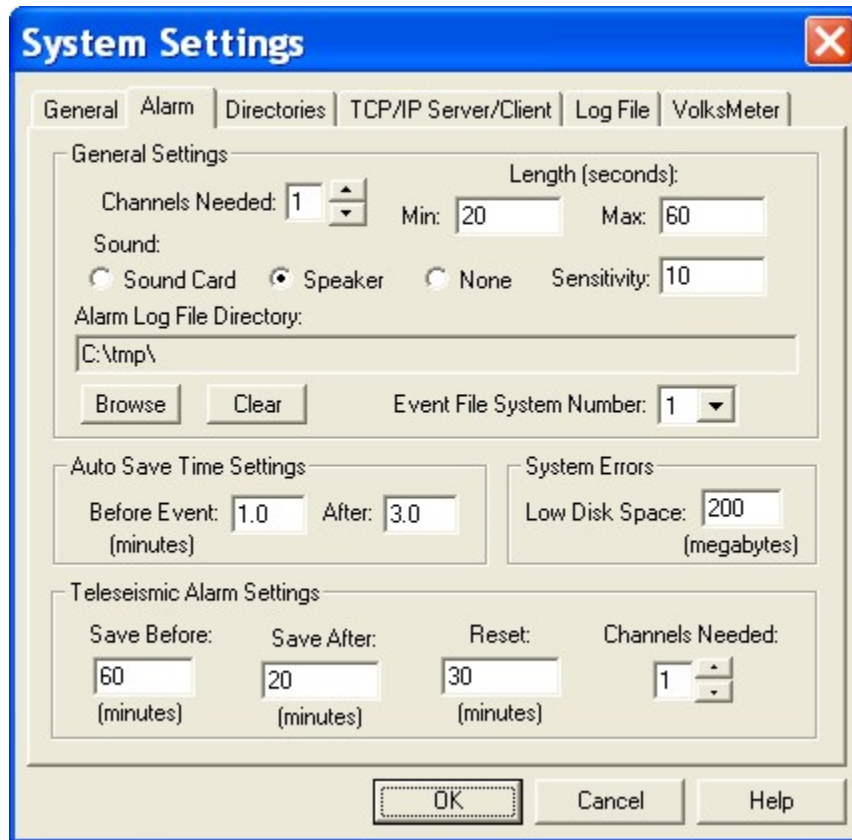 System Settings
General Alarm Directories TCP/IP Server/Client Log File VolksMeter
General Settings
Length (seconds):
Channels Needed: 1 Min: 20 Max: 60
Sound:
Sound Card Speaker None Sensitivity: 10
Alarm Log File Directory:
C:\tmp\
Browse Clear Event File System Number: 1
Auto Save Time Settings System Errors
Before Event: 1.0 After: 3.0 Low Disk Space: 200
(minutes) (megabytes)
Teleseismic Alarm Settings
Save Before: Save After: Reset: Channels Needed:
60 20 30 1
(minutes) (minutes) (minutes)
OK Cancel Help